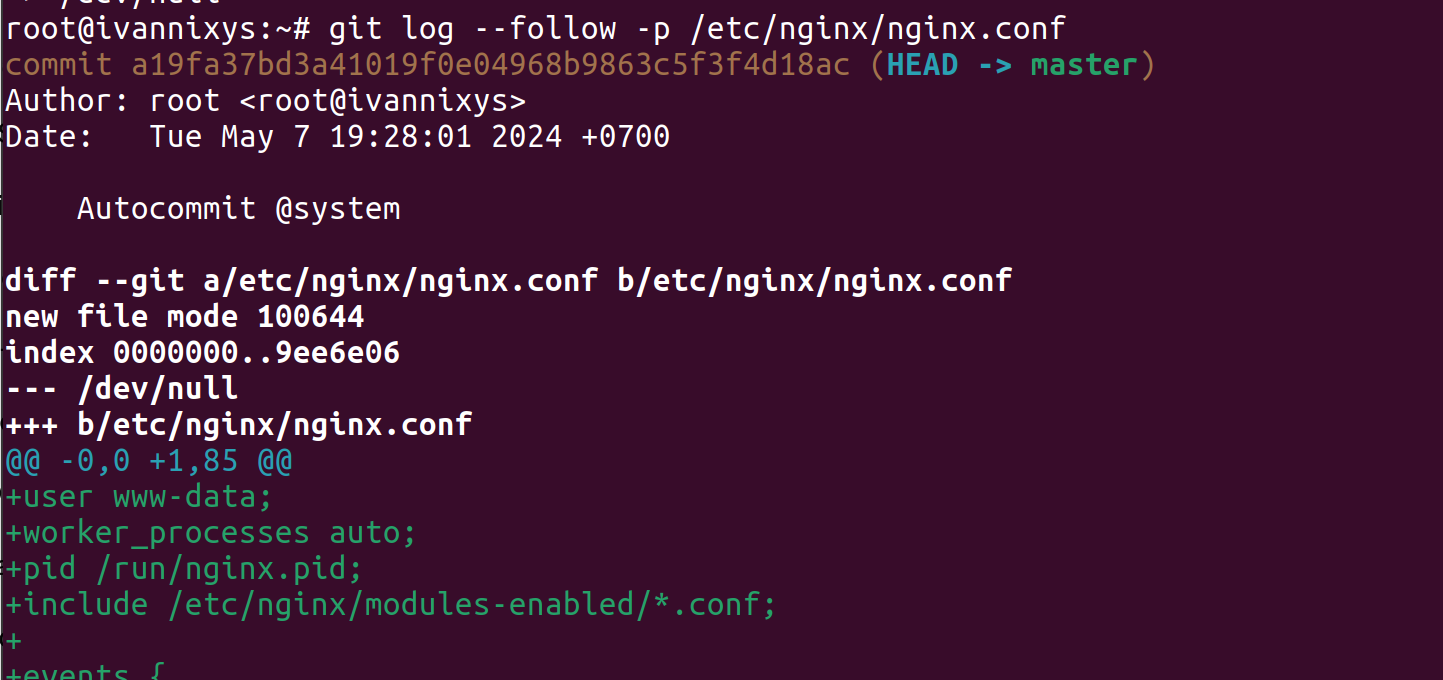 /dev/null
root@ivannixys:~# git log --follow -p /etc/nginx/nginx.conf
commit a19fa37bd3a41019f0e04968b9863c5f3f4d18ac (HEAD -> master)
Author: root <root@ivannixys>
Date:   Tue May 7 19:28:01 2024 +0700
    Autocommit @system
diff --git a/etc/nginx/nginx.conf b/etc/nginx/nginx.conf
new file mode 100644
index 0000000..9ee6e06
--- /dev/null
+++ b/etc/nginx/nginx.conf
@@ -0,0 +1,85 @@
+user www-data;
+worker_processes auto;
+pid /run/nginx.pid;
+include /etc/nginx/modules-enabled/*.conf;
+
+events {